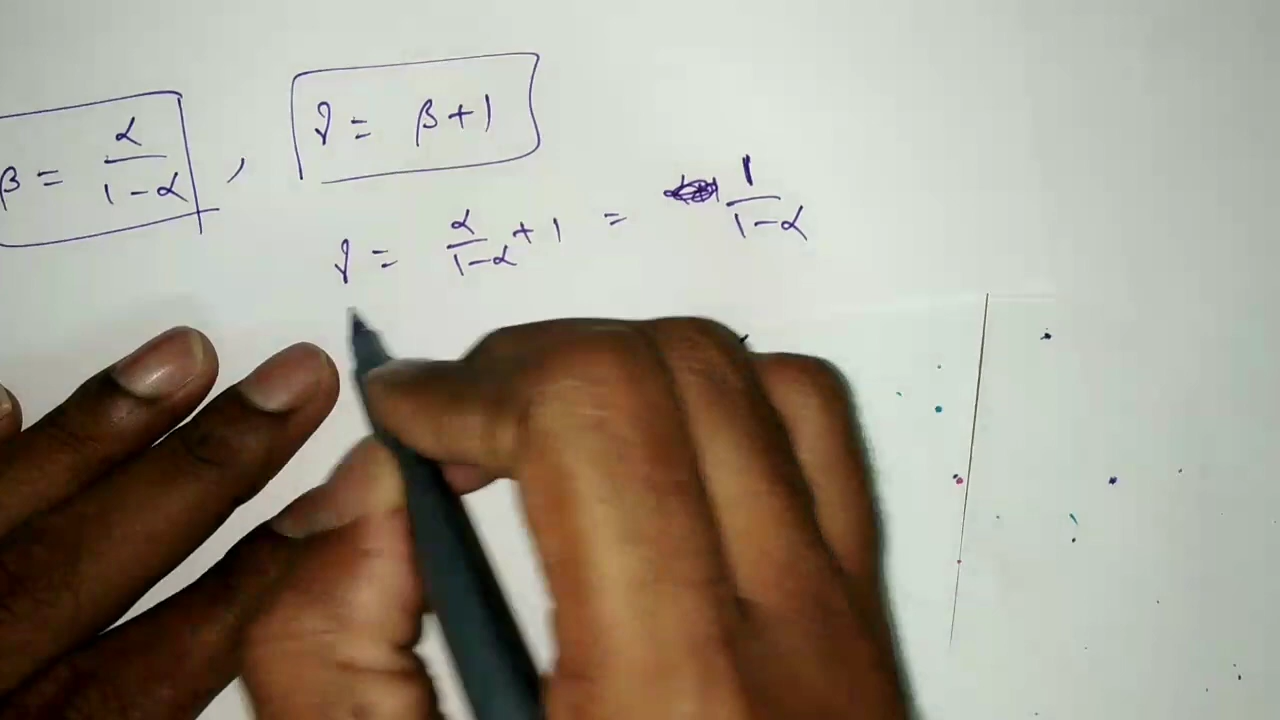 β = α/(1-α) , γ = β+1
γ = α/(1-α) + 1 = 1/(1-α)